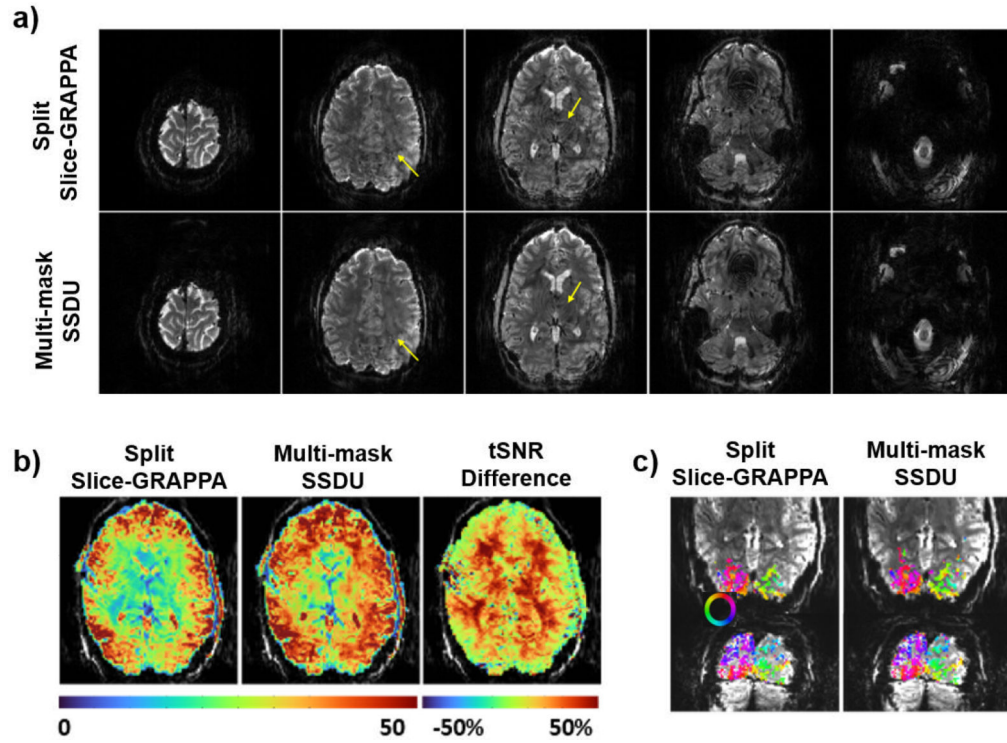 a)
Split
Slice-GRAPPA
Multi-mask
SSDU
b)
Split
Slice-GRAPPA
Multi-mask
SSDU
tSNR
Difference
0
50
-50%
50%
c)
Split
Slice-GRAPPA
Multi-mask
SSDU